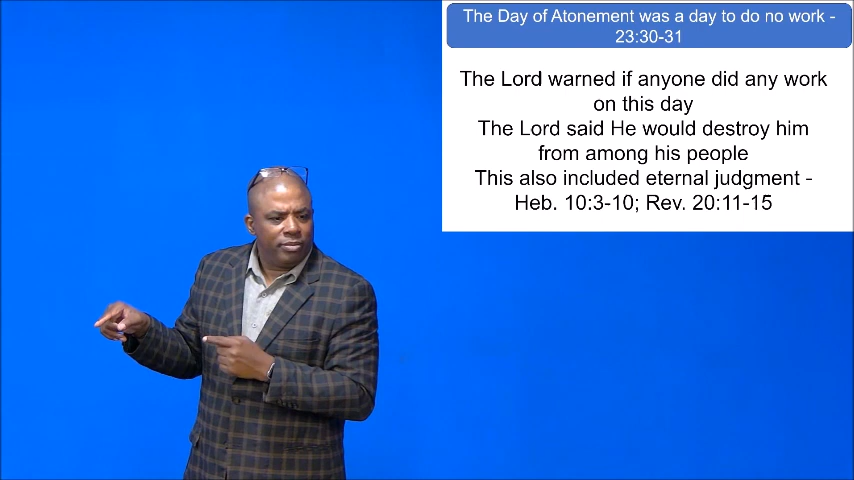 The Day of Atonement was a day to do no work -
23:30-31
The Lord warned if anyone did any work
on this day
The Lord said He would destroy him
from among his people
This also included eternal judgment -
Heb. 10:3-10; Rev. 20:11-15